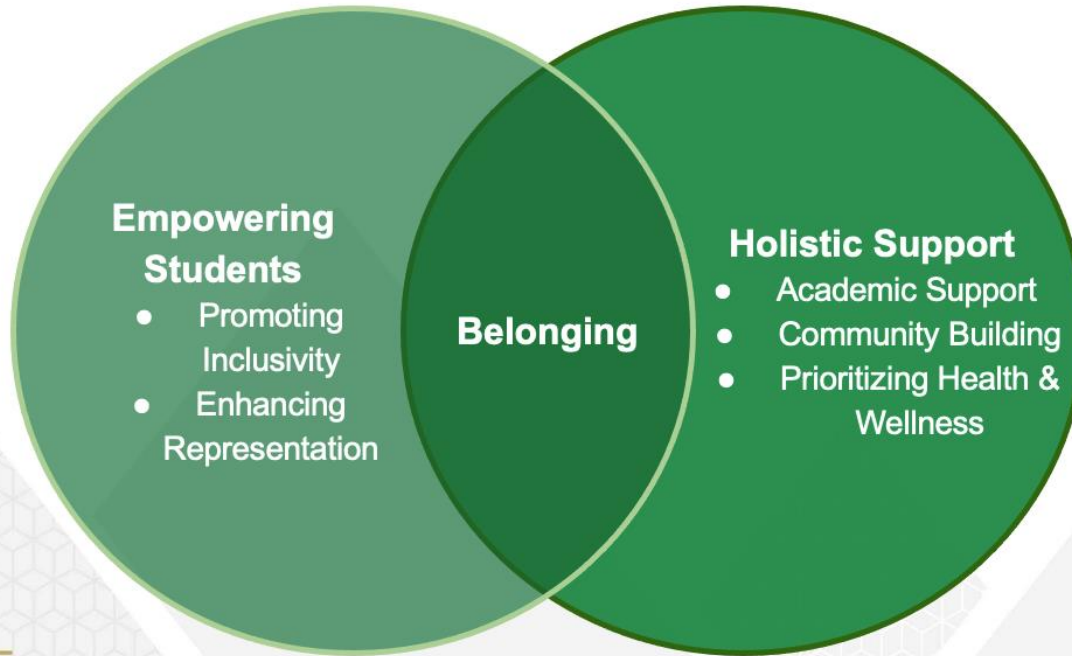 Empowering
Students
● Promoting
Inclusivity
● Enhancing
Representation
Belonging
Holistic Support
● Academic Support
● Community Building
● Prioritizing Health &
Wellness